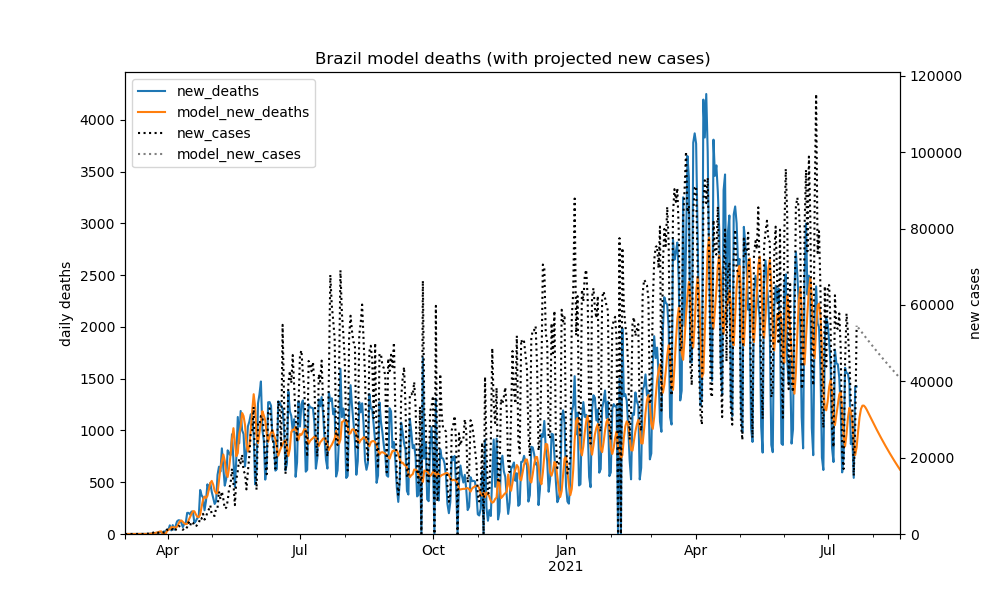 Brazil model deaths (with projected new cases)
new_deaths
model_new_deaths
new_cases
model_new_cases
daily deaths
4000
3500
3000
2500
2000
1500
1000
500
0
120000
100000
80000
60000
40000
20000
0
new cases
Apr
Jul
Oct
Jan
2021
Apr
Jul